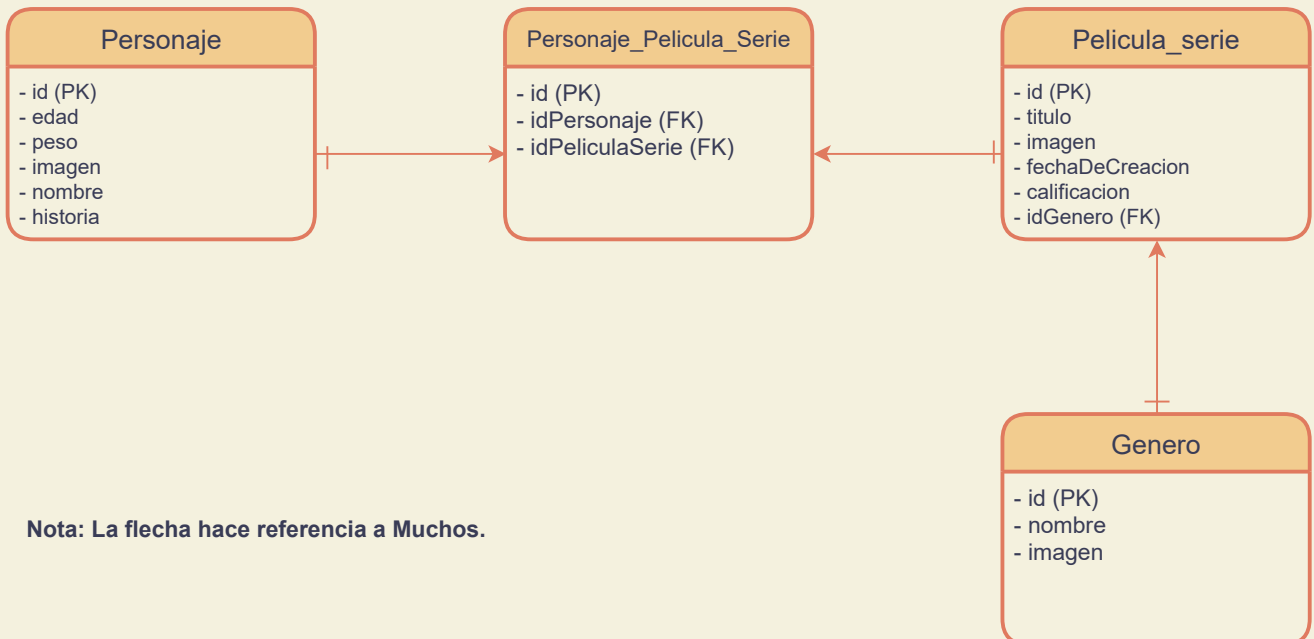 Personaje
- id (PK)
- edad
- peso
- imagen
- nombre
- historia
Personaje_Pelicula_Serie
- id (PK)
- idPersonaje (FK)
- idPeliculaSerie (FK)
Pelicula_serie
- id (PK)
- titulo
- imagen
- fechaDeCreacion
- calificacion
- idGenero (FK)
Genero
- id (PK)
- nombre
- imagen
Nota: La flecha hace referencia a Muchos.